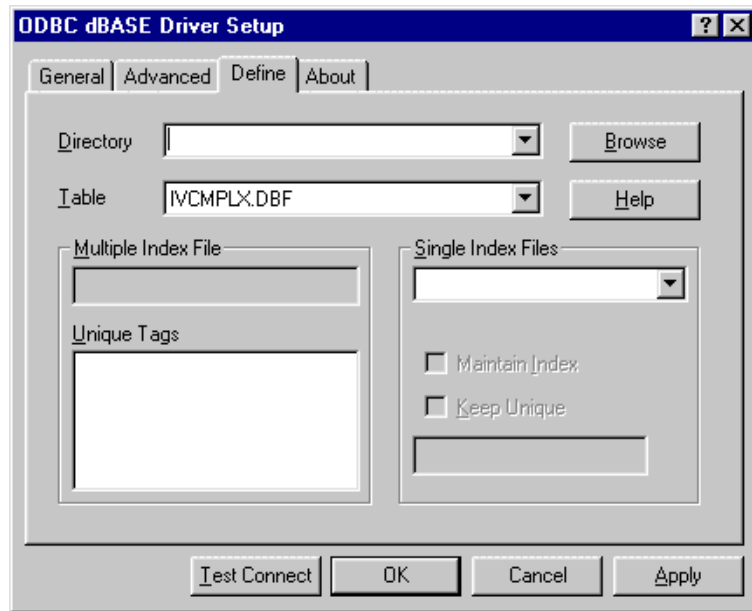 ODBC dBASE Driver Setup
General Advanced Define About
Directory Browse
Table IVCMPLX.DBF Help
Multiple Index File Single Index Files
Unique Tags
Maintain Index
Keep Unique
Test Connect OK Cancel Apply